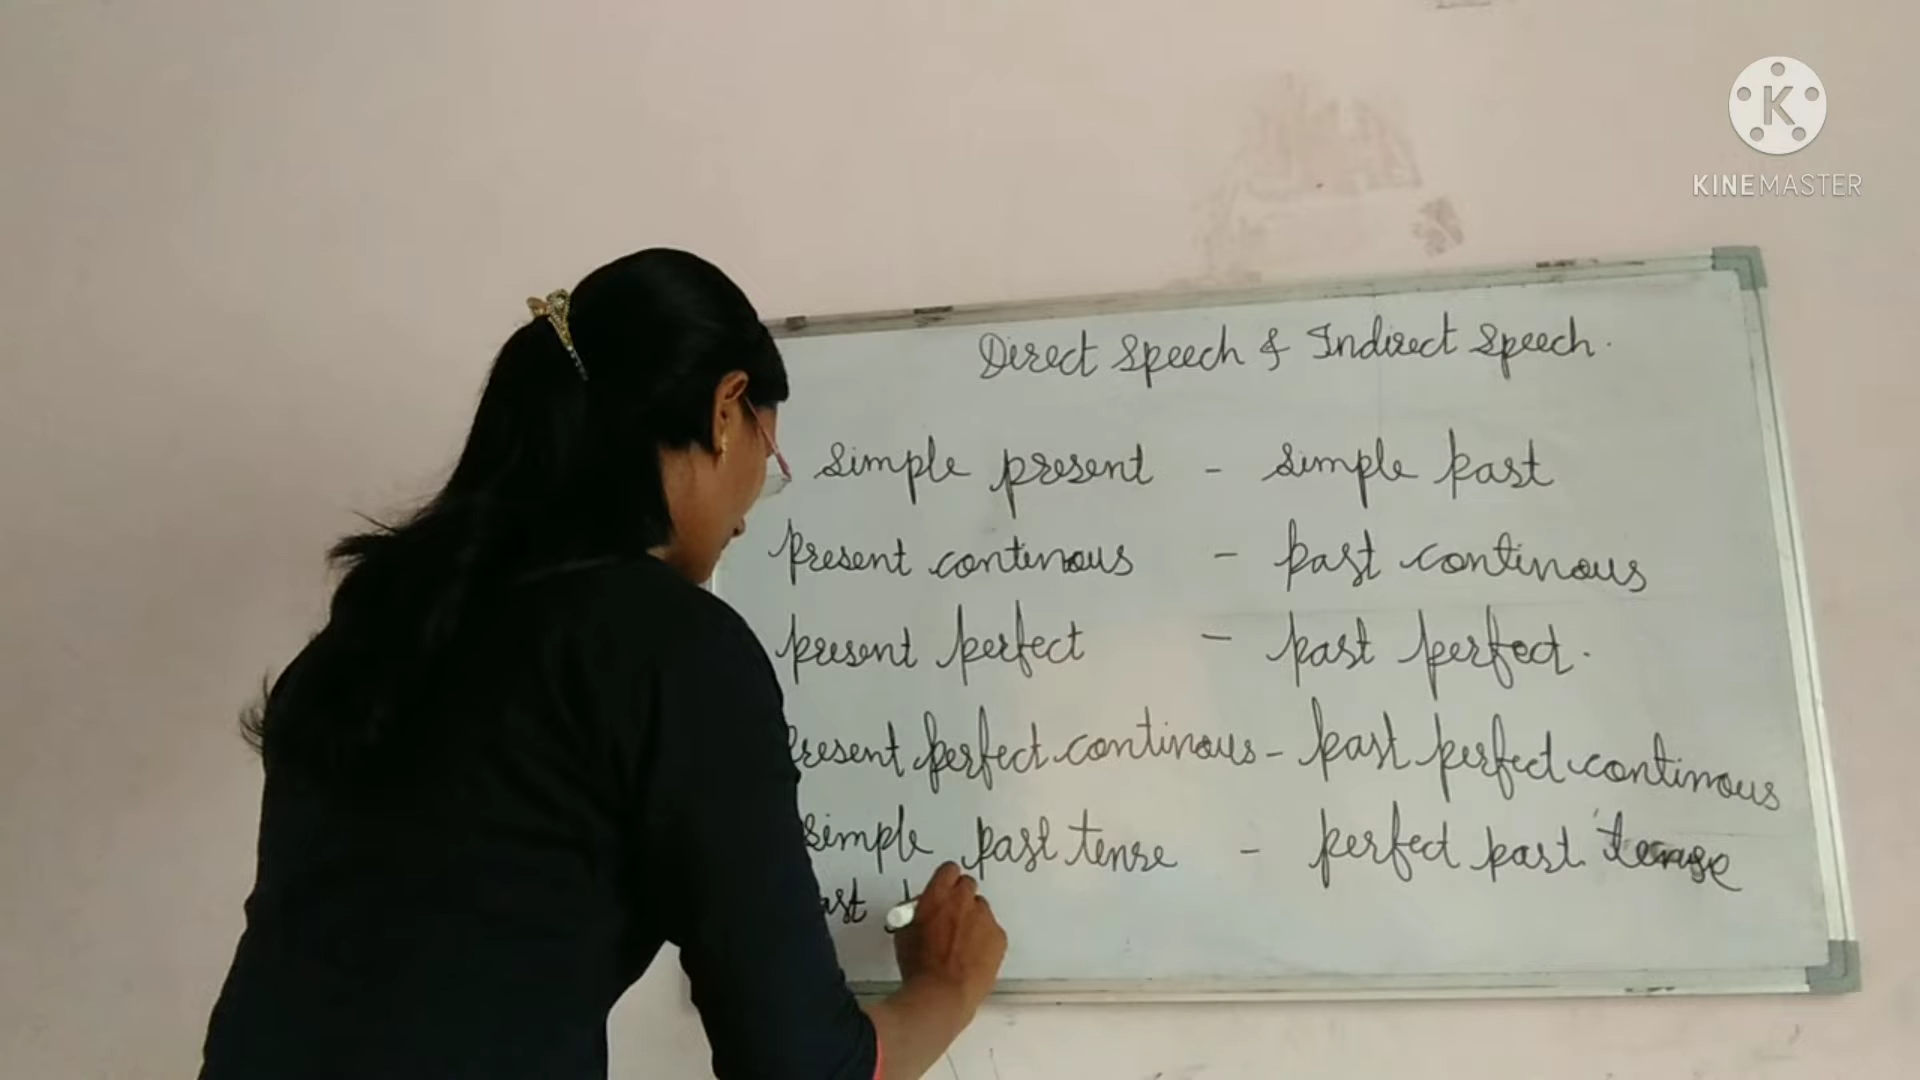 K
KINEMASTER
Direct Speech & Indirect Speech.
Simple present - Simple past
Present continous - Past continous
Present perfect - Past perfect.
Present perfect continous - Past perfect continous
Simple past tense - perfect past tense